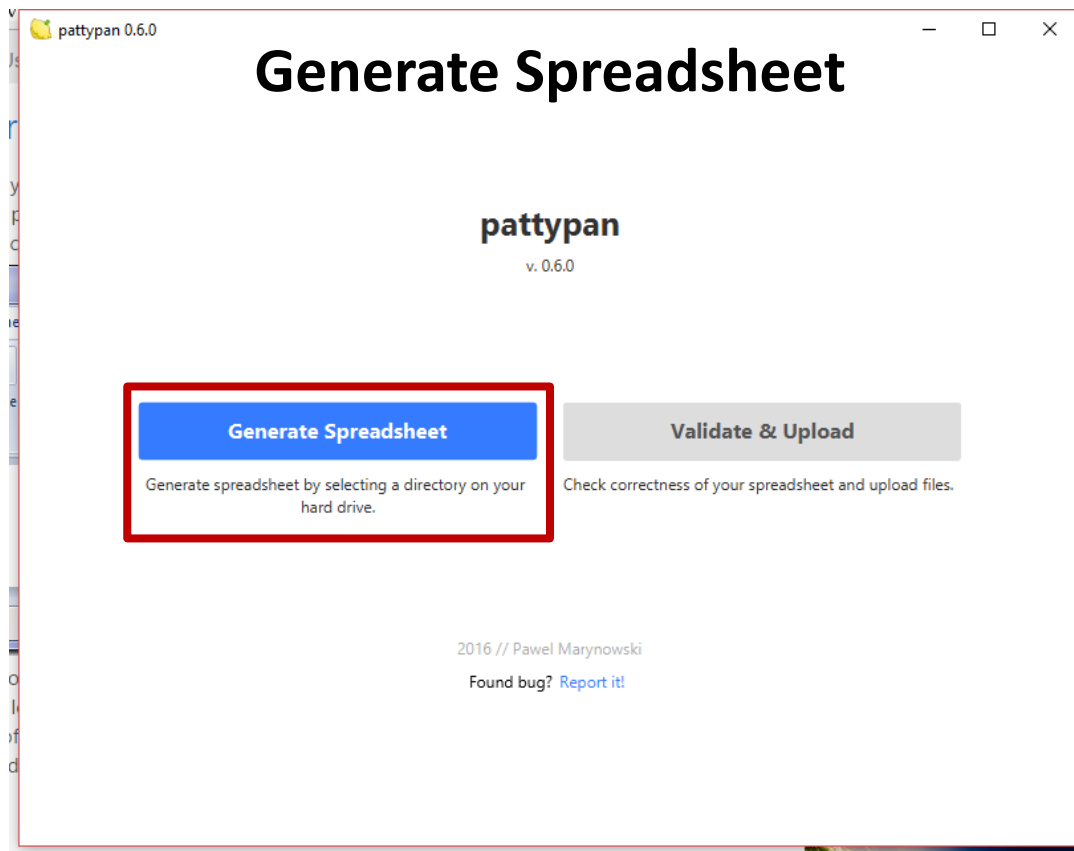 pattypan 0.6.0
Generate Spreadsheet
pattypan
v. 0.6.0
Generate Spreadsheet
Validate & Upload
Generate spreadsheet by selecting a directory on your
hard drive.
Check correctness of your spreadsheet and upload files.
2016 // Pawel Marynowski
Found bug? Report it!